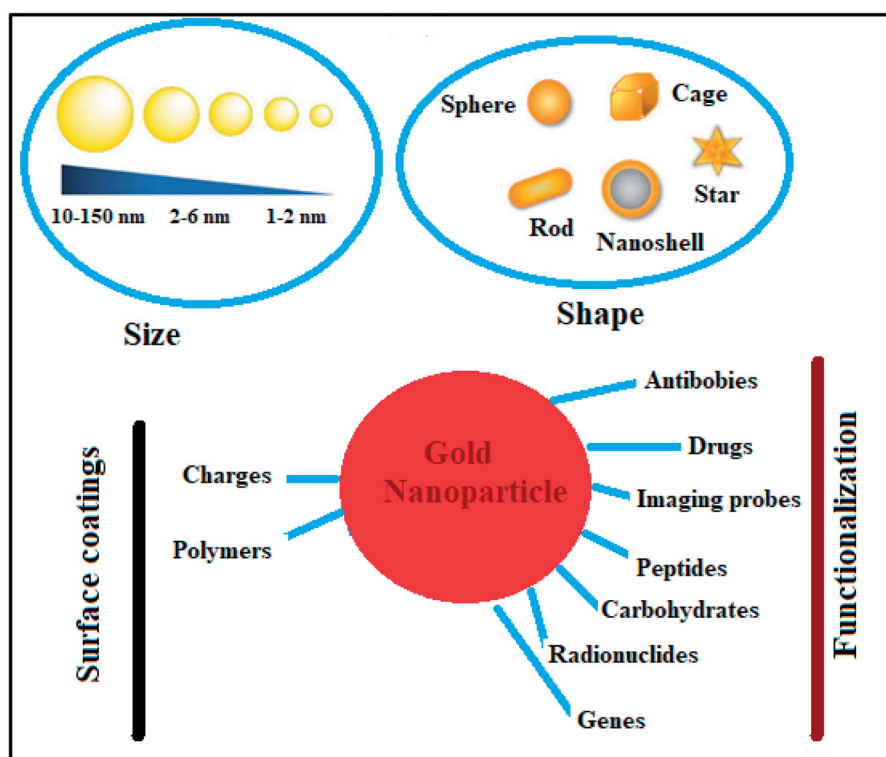 Sphere
Cage
Star
Rod
Nanoshell
10-150 nm
2-6 nm
1-2 nm
Size
Shape
Surface coatings
Charges
Polymers
Gold
Nanoparticle
Antibobies
Drugs
Imaging probes
Peptides
Carbohydrates
Radionuclides
Genes
Functionalization